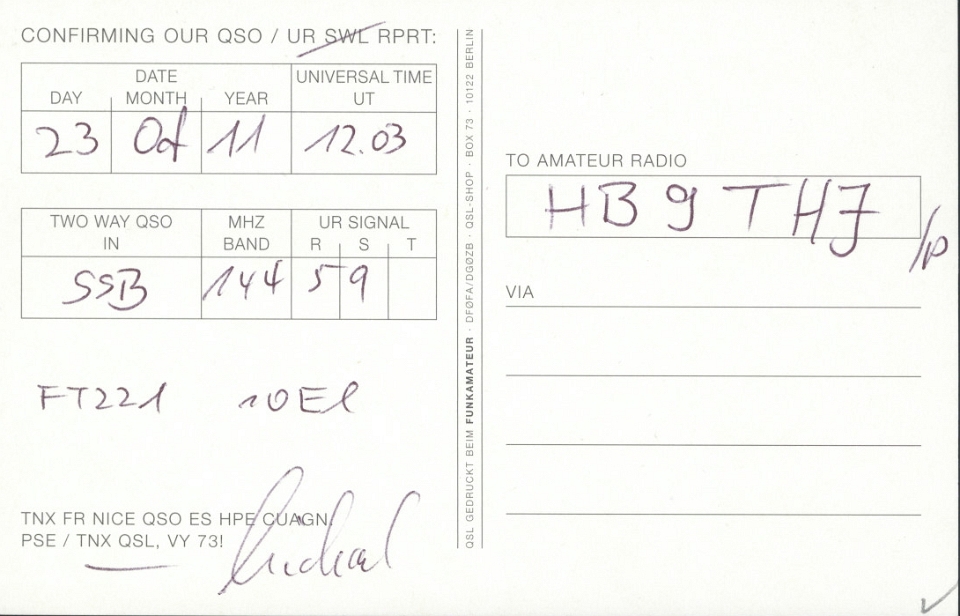 CONFIRMING OUR QSO / UR SWL RPRT:
DATE
DAY MONTH YEAR
UNIVERSAL TIME
UT
23 Oct 11 12.03
TWO WAY QSO
IN
MHZ
BAND
UR SIGNAL
R S T
SSB 144 5 9
FT221 10El
TNX FR NICE QSO ES HPE CUAGN.
PSE / TNX QSL, VY 73!
Michael
QSL GEDRUCKT BEIM FUNKAMATEUR · DFØFA/DGØZB · QSL-SHOP · BOX 73 · 10122 BERLIN
TO AMATEUR RADIO
HB9THJ/p
VIA